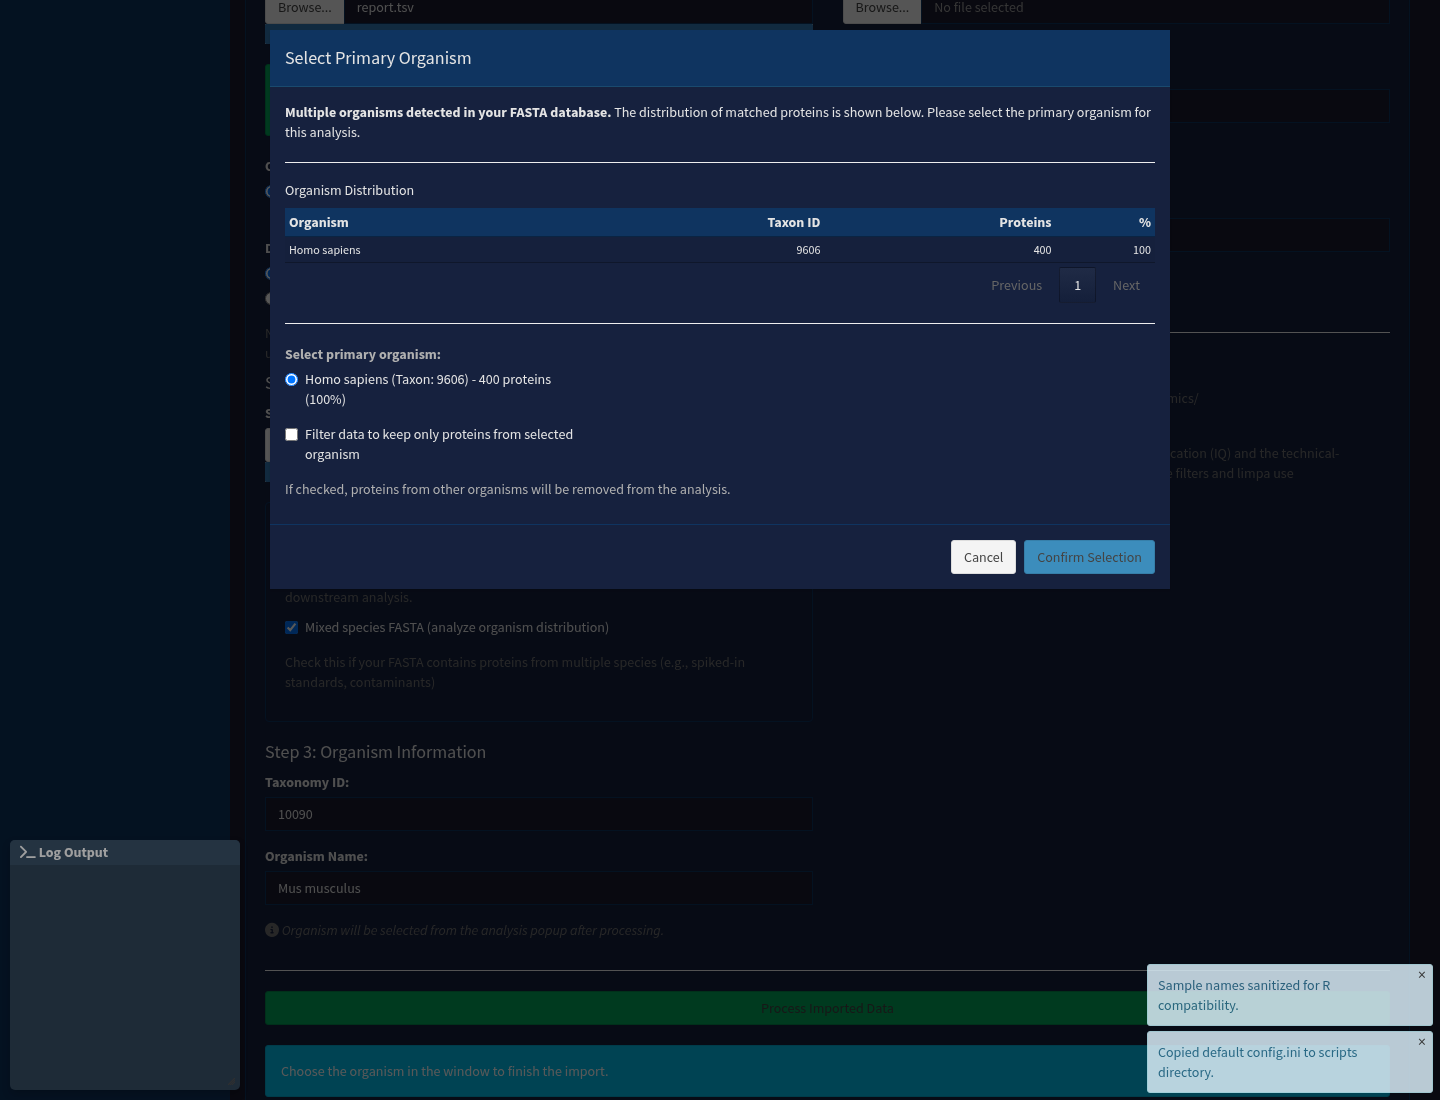 Browse...
report.tsv
Browse...
No file selected
Select Primary Organism
Multiple organisms detected in your FASTA database. The distribution of matched proteins is shown below. Please select the primary organism for
this analysis.
Organism Distribution
Organism Taxon ID Proteins %
Homo sapiens 9606 400 100
Previous 1 Next
Select primary organism:
Homo sapiens (Taxon: 9606) - 400 proteins
(100%)
mics/
Filter data to keep only proteins from selected
organism
cation (IQ) and the technical-
filters and limpa use
If checked, proteins from other organisms will be removed from the analysis.
Cancel
Confirm Selection
downstream analysis.
Mixed species FASTA (analyze organism distribution)
Check this if your FASTA contains proteins from multiple species (e.g., spiked-in
standards, contaminants)
Step 3: Organism Information
Taxonomy ID:
10090
Organism Name:
Mus musculus
Organism will be selected from the analysis popup after processing.
Process Imported Data
Choose the organism in the window to finish the import.
Log Output
Sample names sanitized for R
compatibility.
×
Copied default config.ini to scripts
directory.
×